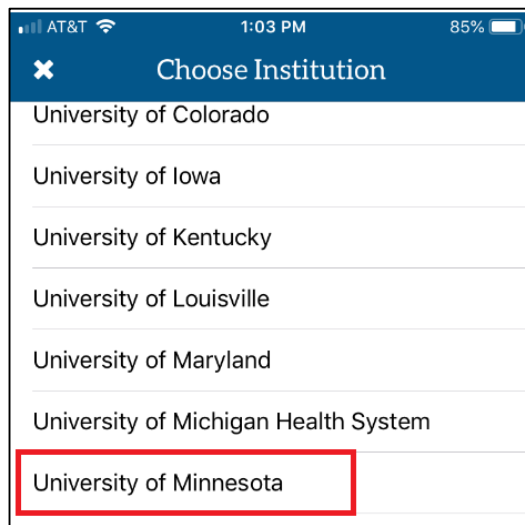 AT&T 1:03 PM 85%
Choose Institution
University of Colorado
University of Iowa
University of Kentucky
University of Louisville
University of Maryland
University of Michigan Health System
University of Minnesota